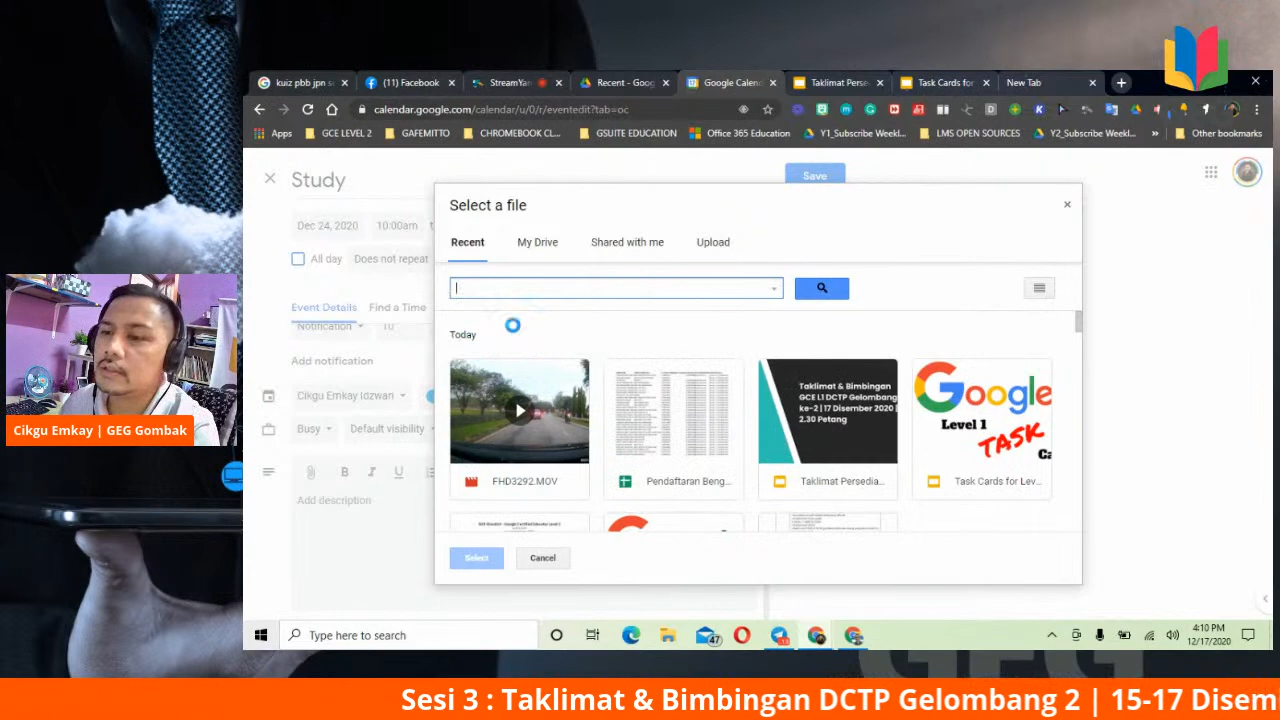 kuiz pbb jpn s
(11) Facebook
StreamYar
Recent - Goog
Google Calend
Taklimat Perse
Task Cards for
New Tab
calendar.google.com/calendar/u/0/r/eventedit?tab=oc
Apps
GCE LEVEL 2
GAFEMITTO
CHROMEBOOK CL...
GSUITE EDUCATION
Office 365 Education
Y1_Subscribe Weekl...
LMS OPEN SOURCES
Y2_Subscribe Weekl...
Other bookmarks
Study
Save
Dec 24, 2020
10:00am
All day
Does not repeat
Event Details
Find a Time
Notification
10
Add notification
Cikgu Emkay Idzwan
Busy
Default visibility
B I U
Add description
Select a file
Recent
My Drive
Shared with me
Upload
Today
Taklimat & Bimbingan
GCE L1 DCTP Gelombang
ke-2 | 17 Disember 2020 |
2.30 Petang
Google
Level 1
TASK
Ca
FHD3292.MOV
Pendaftaran Beng...
Taklimat Persedia...
Task Cards for Lev...
Select
Cancel
Cikgu Emkay | GEG Gombak
Type here to search
47
4:10 PM
12/17/2020
GEG
Sesi 3 : Taklimat & Bimbingan DCTP Gelombang 2 | 15-17 Disem